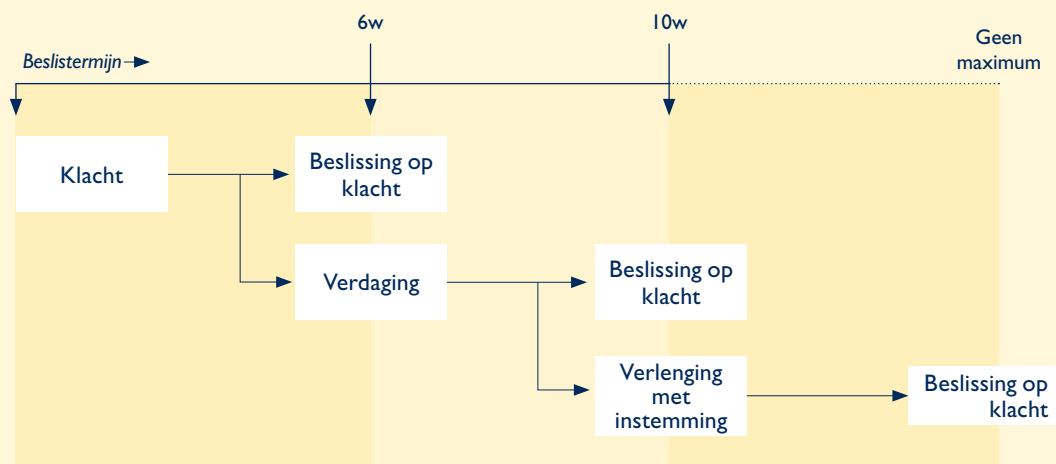 6w
10w
Geen
maximum
Beslistermijn
Klacht
Beslissing op
klacht
Verdaging
Beslissing op
klacht
Verlenging
met
instemming
Beslissing op
klacht